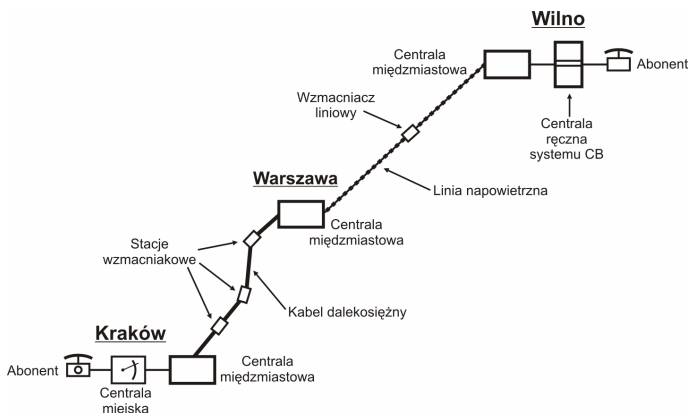 Wilno
Centrala
międzmiastowa
Abonent
Wzmacniacz
liniowy
Centrala
ręczna
systemu CB
Warszawa
Linia napowietrzna
Centrala
międzmiastowa
Stacje
wzmacniakowe
Kabel dalekosiężny
Kraków
Centrala
międzmiastowa
Abonent
Centrala
miejska